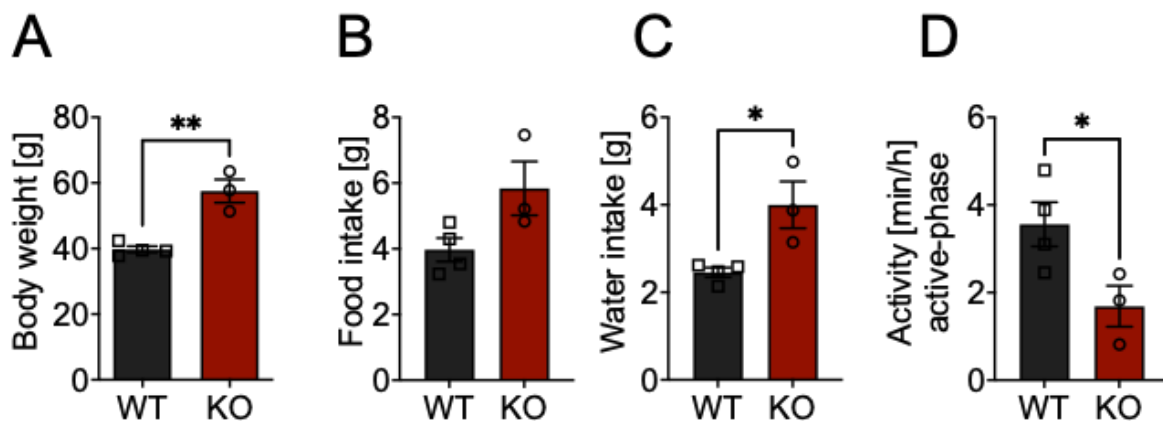 A
B
C
D
Body weight [g]
80
60
40
20
0
**
WT KO
Food intake [g]
8
6
4
2
0
WT KO
Water intake [g]
6
4
2
0
*
WT KO
Activity [min/h]
active-phase
6
4
2
0
*
WT KO